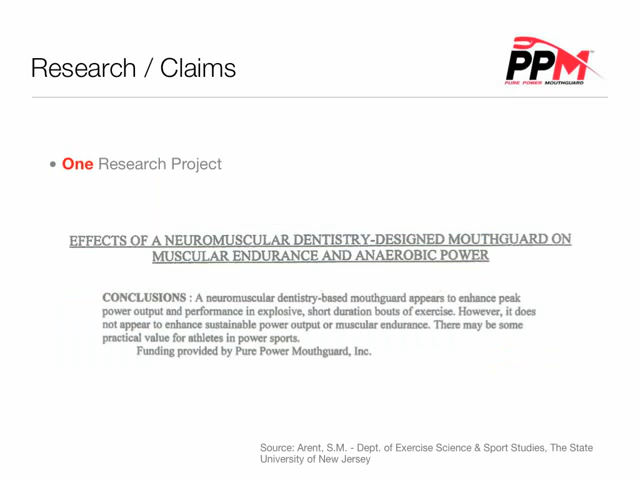 Research / Claims
PPM™
PURE POWER MOUTHGUARD
• One Research Project
EFFECTS OF A NEUROMUSCULAR DENTISTRY-DESIGNED MOUTHGUARD ON
MUSCULAR ENDURANCE AND ANAEROBIC POWER
CONCLUSIONS : A neuromuscular dentistry-based mouthguard appears to enhance peak
power output and performance in explosive, short duration bouts of exercise. However, it does
not appear to enhance sustainable power output or muscular endurance. There may be some
practical value for athletes in power sports.
Funding provided by Pure Power Mouthguard, Inc.
Source: Arent, S.M. - Dept. of Exercise Science & Sport Studies, The State
University of New Jersey